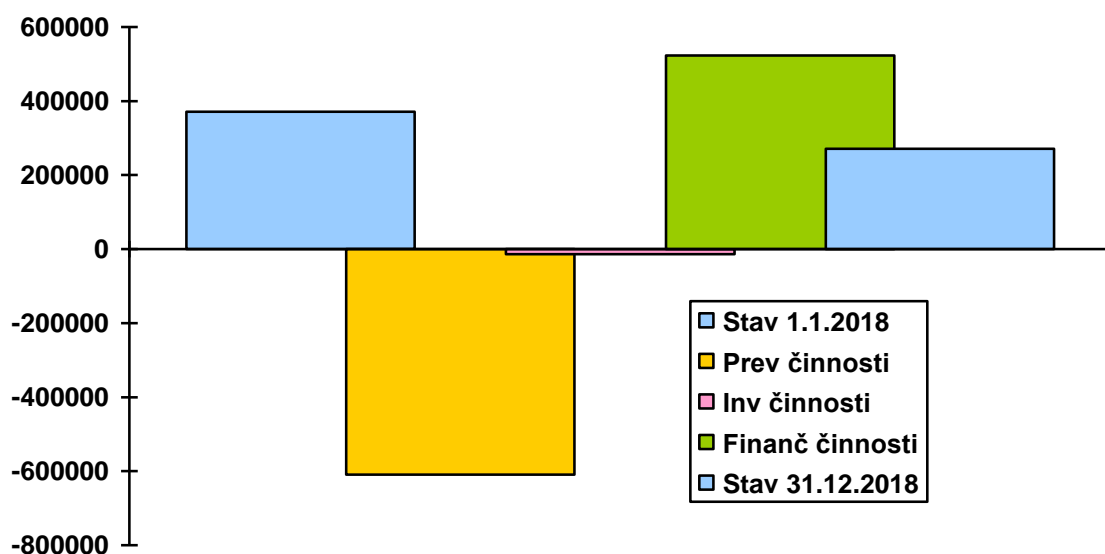 600000
400000
200000
0
-200000
-400000
-600000
-800000
Stav 1.1.2018
Prev činnosti
Inv činnosti
Finanč činnosti
Stav 31.12.2018